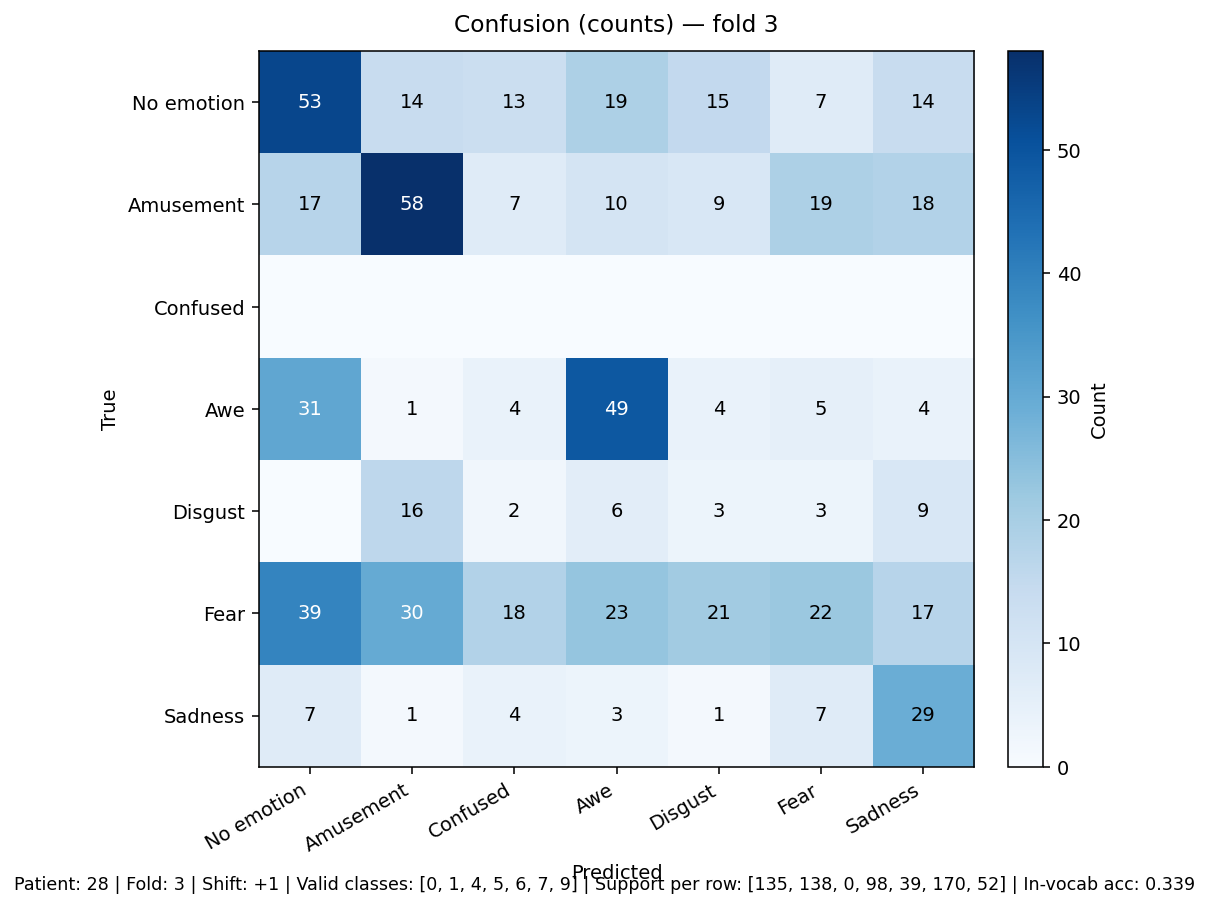 Confusion (counts) — fold 3
No emotion 53 14 13 19 15 7 14
Amusement 17 58 7 10 9 19 18
Confused
Awe 31 1 4 49 4 5 4
Disgust 16 2 6 3 3 9
Fear 39 30 18 23 21 22 17
Sadness 7 1 4 3 1 7 29
True
No emotion Amusement Confused Awe Disgust Fear Sadness
Predicted
50
40
30
20
10
0
Count
Patient: 28 | Fold: 3 | Shift: +1 | Valid classes: [0, 1, 4, 5, 6, 7, 9] | Support per row: [135, 138, 0, 98, 39, 170, 52] | In-vocab acc: 0.339